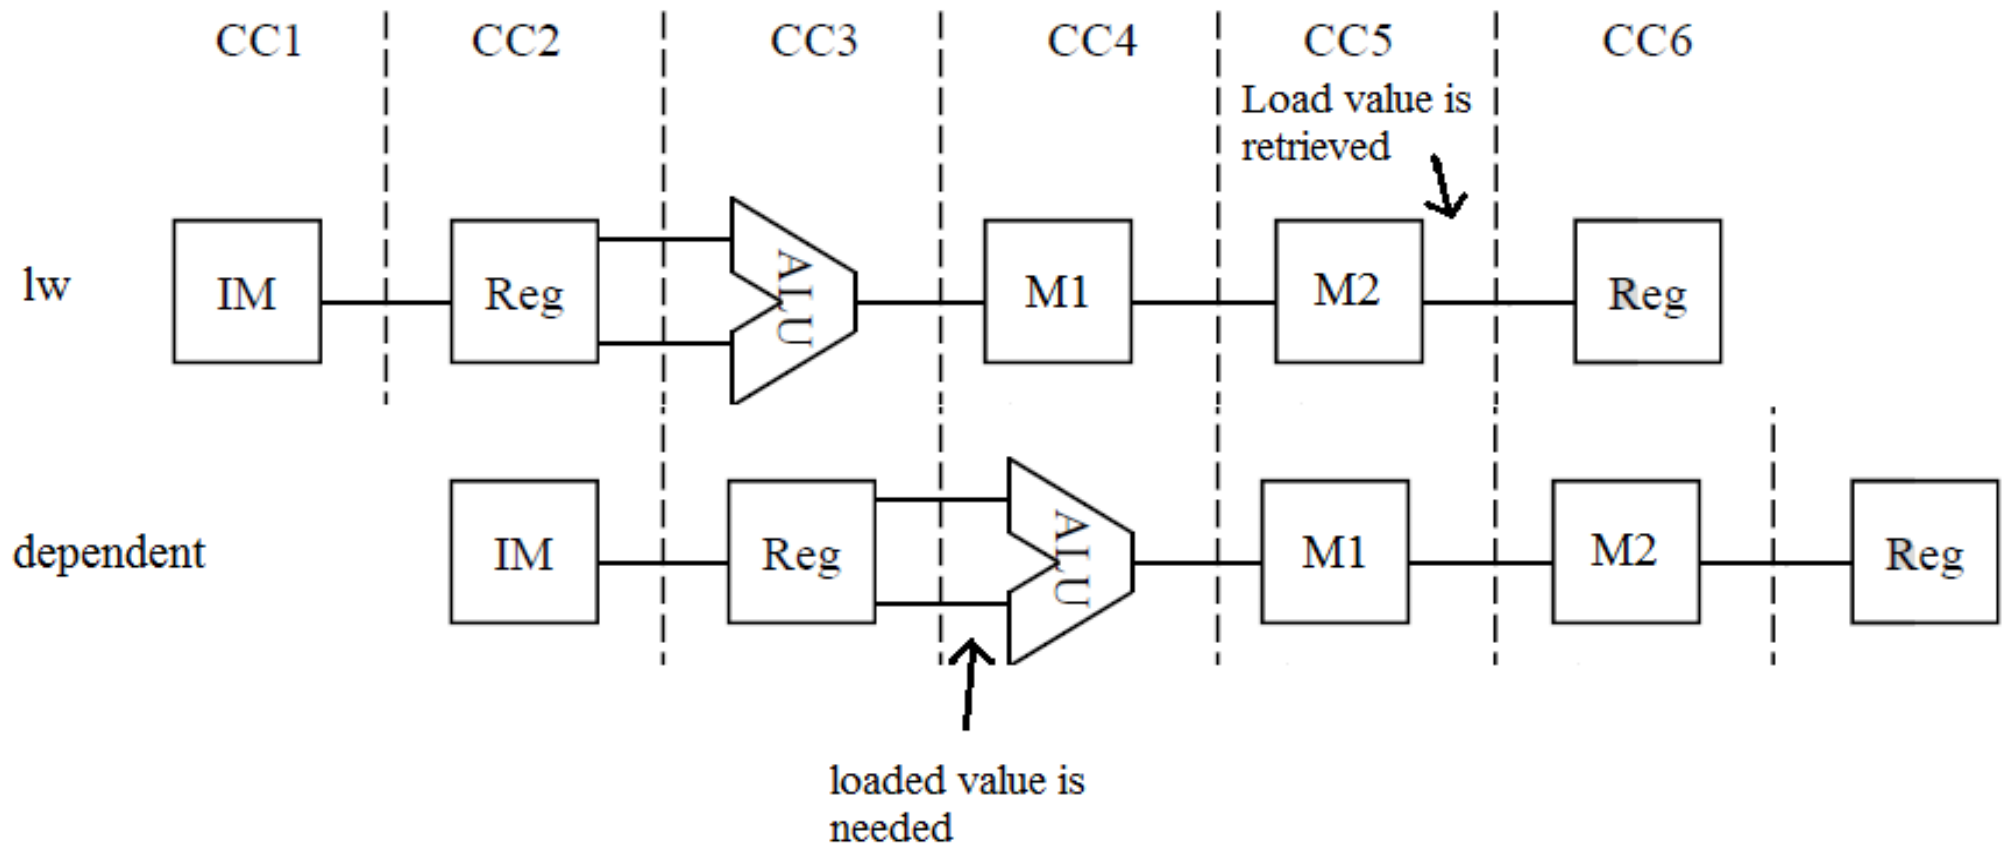 CC1 CC2 CC3 CC4 CC5 CC6
Load value is
retrieved
lw IM Reg ALU M1 M2 Reg
dependent IM Reg ALU M1 M2 Reg
loaded value is
needed